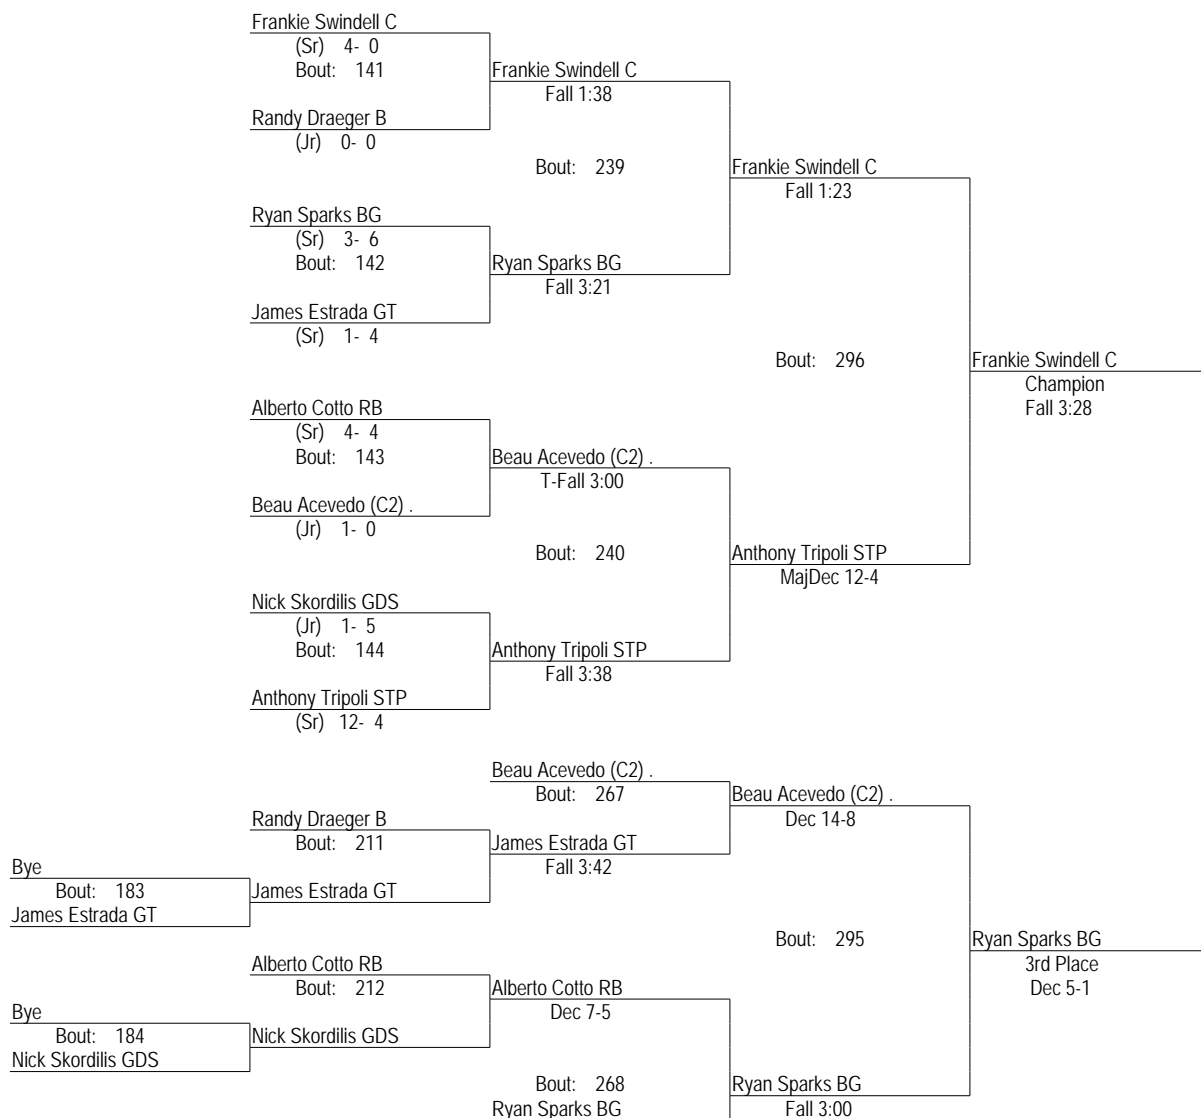 Frankie Swindell C
(Sr) 4- 0
Bout: 141
Frankie Swindell C
Fall 1:38
Randy Draeger B
(Jr) 0- 0
Bout: 239
Frankie Swindell C
Fall 1:23
Ryan Sparks BG
(Sr) 3- 6
Bout: 142
Ryan Sparks BG
Fall 3:21
James Estrada GT
(Sr) 1- 4
Bout: 296
Frankie Swindell C
Champion
Fall 3:28
Alberto Cotto RB
(Sr) 4- 4
Bout: 143
Beau Acevedo (C2) .
T-Fall 3:00
Beau Acevedo (C2) .
(Jr) 1- 0
Bout: 240
Anthony Tripoli STP
MajDec 12-4
Nick Skordilis GDS
(Jr) 1- 5
Bout: 144
Anthony Tripoli STP
Fall 3:38
Anthony Tripoli STP
(Sr) 12- 4
Beau Acevedo (C2) .
Bout: 267
Beau Acevedo (C2) .
Dec 14-8
Randy Draeger B
Bout: 211
James Estrada GT
Fall 3:42
Bye
Bout: 183
James Estrada GT
James Estrada GT
Bout: 295
Ryan Sparks BG
3rd Place
Dec 5-1
Alberto Cotto RB
Bout: 212
Alberto Cotto RB
Dec 7-5
Bye
Bout: 184
Nick Skordilis GDS
Nick Skordilis GDS
Bout: 268
Ryan Sparks BG
Fall 3:00
Ryan Sparks BG